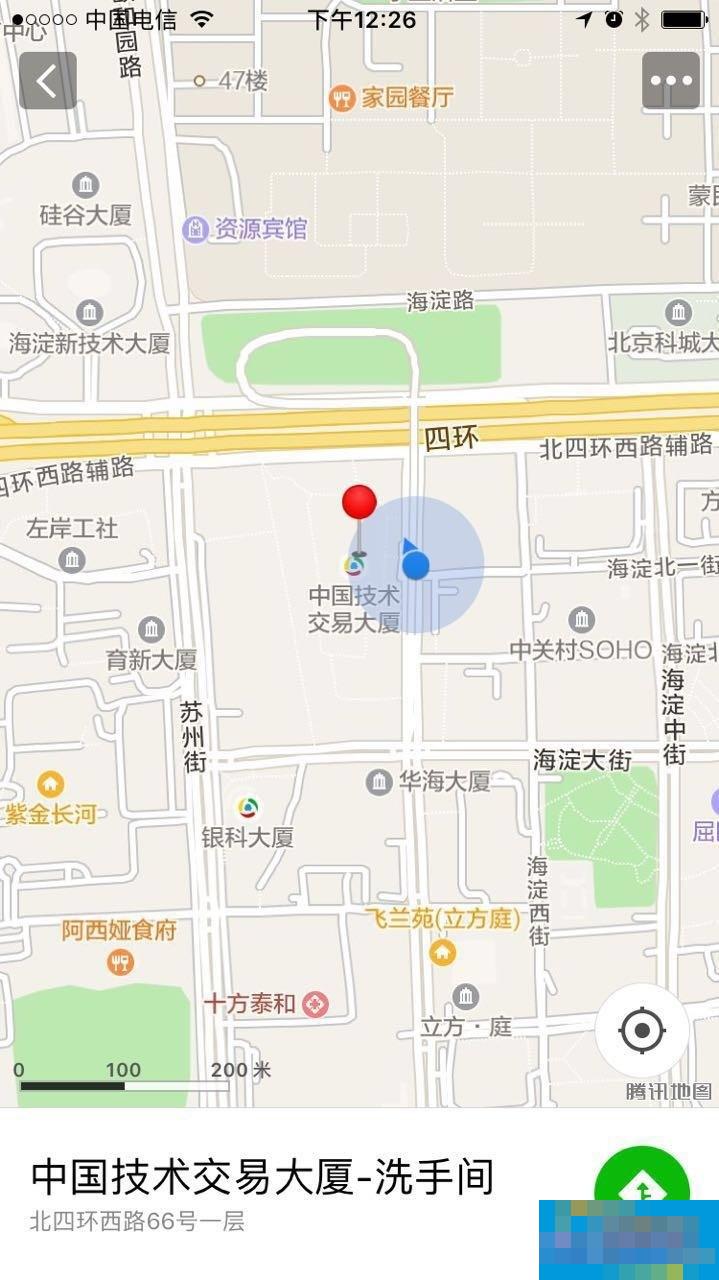 中国电信
下午12:26
中心
颐和园路
47楼
家园餐厅
硅谷大厦
资源宾馆
蒙民
海淀路
海淀新技术大厦
北京科城大
四环
北四环西路辅路
四环西路辅路
左岸工社
方
海淀北一街
中国技术
交易大厦
中关村SOHO
海淀北
育新大厦
海淀中街
苏州街
海淀大街
华海大厦
紫金长河
银科大厦
屈
海淀西街
飞兰苑(立方庭)
阿西娅食府
十方泰和
立方·庭
0 100 200 米
腾讯地图
中国技术交易大厦-洗手间
北四环西路66号一层